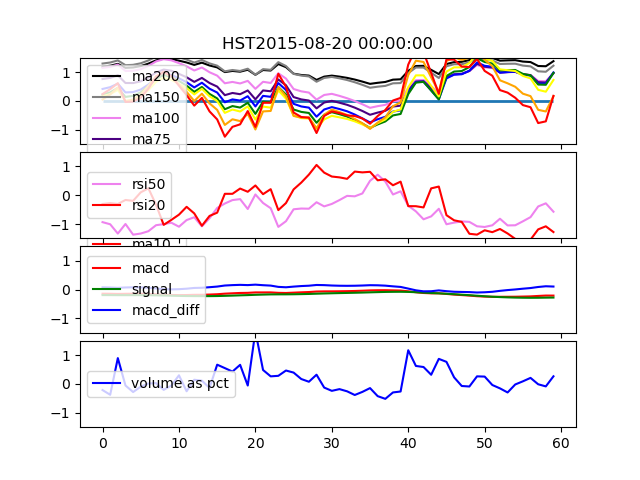 HST2015-08-20 00:00:00
1
0
−1
ma200
ma150
ma100
ma75
1
0
−1
rsi50
rsi20
ma10
1
0
−1
macd
signal
macd_diff
1
0
−1
volume as pct
0 10 20 30 40 50 60